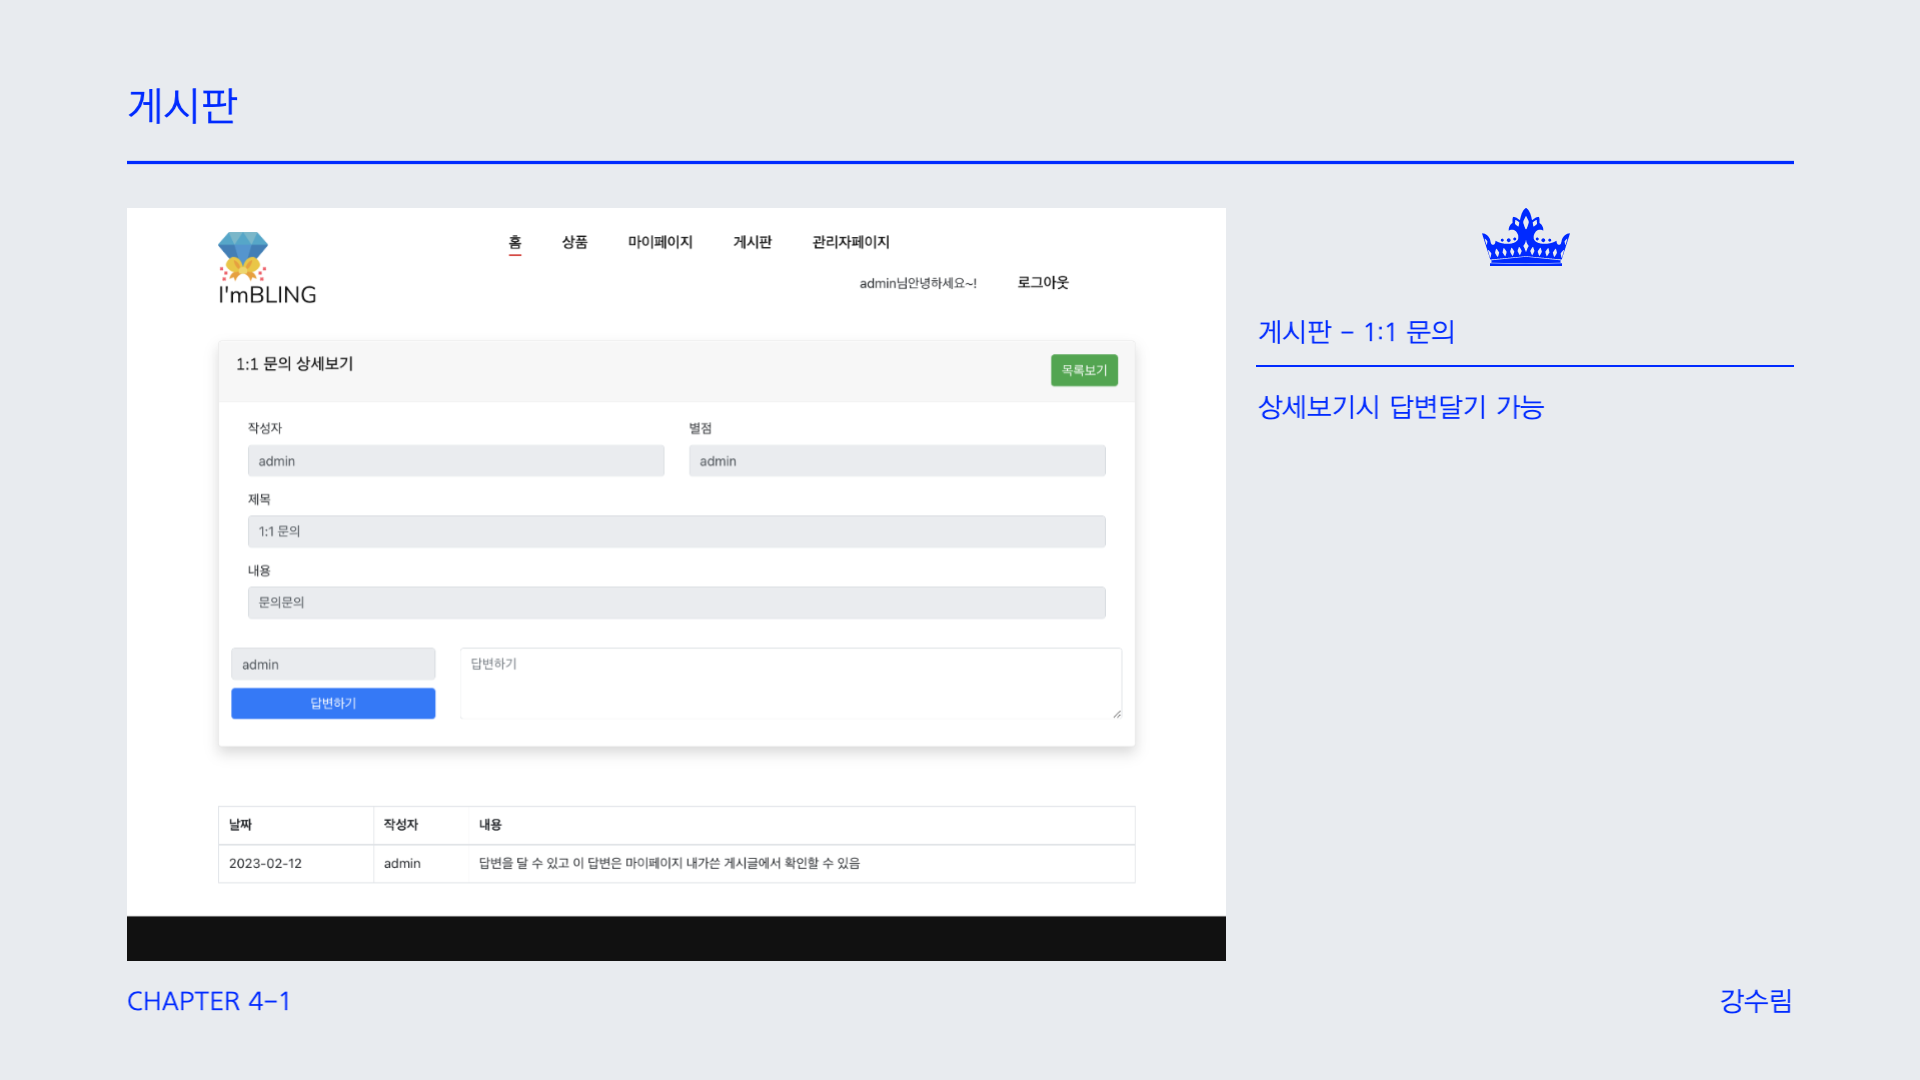 게시판
홈 상품 마이페이지 게시판 관리자페이지
admin님안녕하세요~! 로그아웃
I'mBLING
1:1 문의 상세보기 목록보기
작성자 별점
admin admin
제목
1:1 문의
내용
문의문의
admin 답변하기
답변하기
날짜 작성자 내용
2023-02-12 admin 답변을 달 수 있고 이 답변은 마이페이지 내가쓴 게시글에서 확인할 수 있음
게시판 – 1:1 문의
상세보기시 답변달기 가능
CHAPTER 4–1
강수림